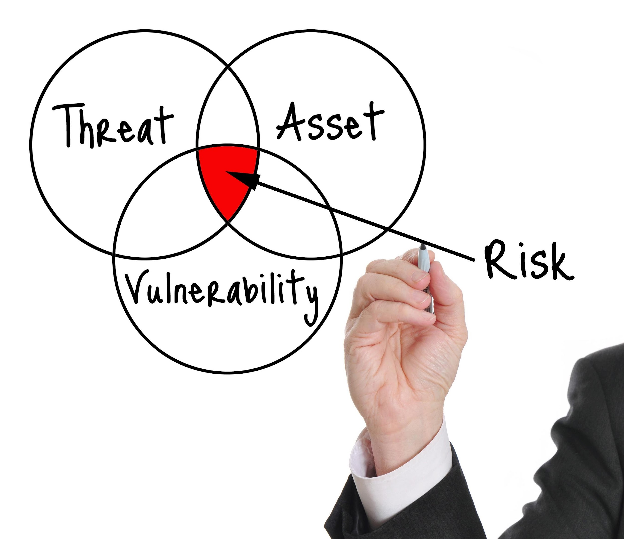 Threat
Asset
Vulnerability
Risk